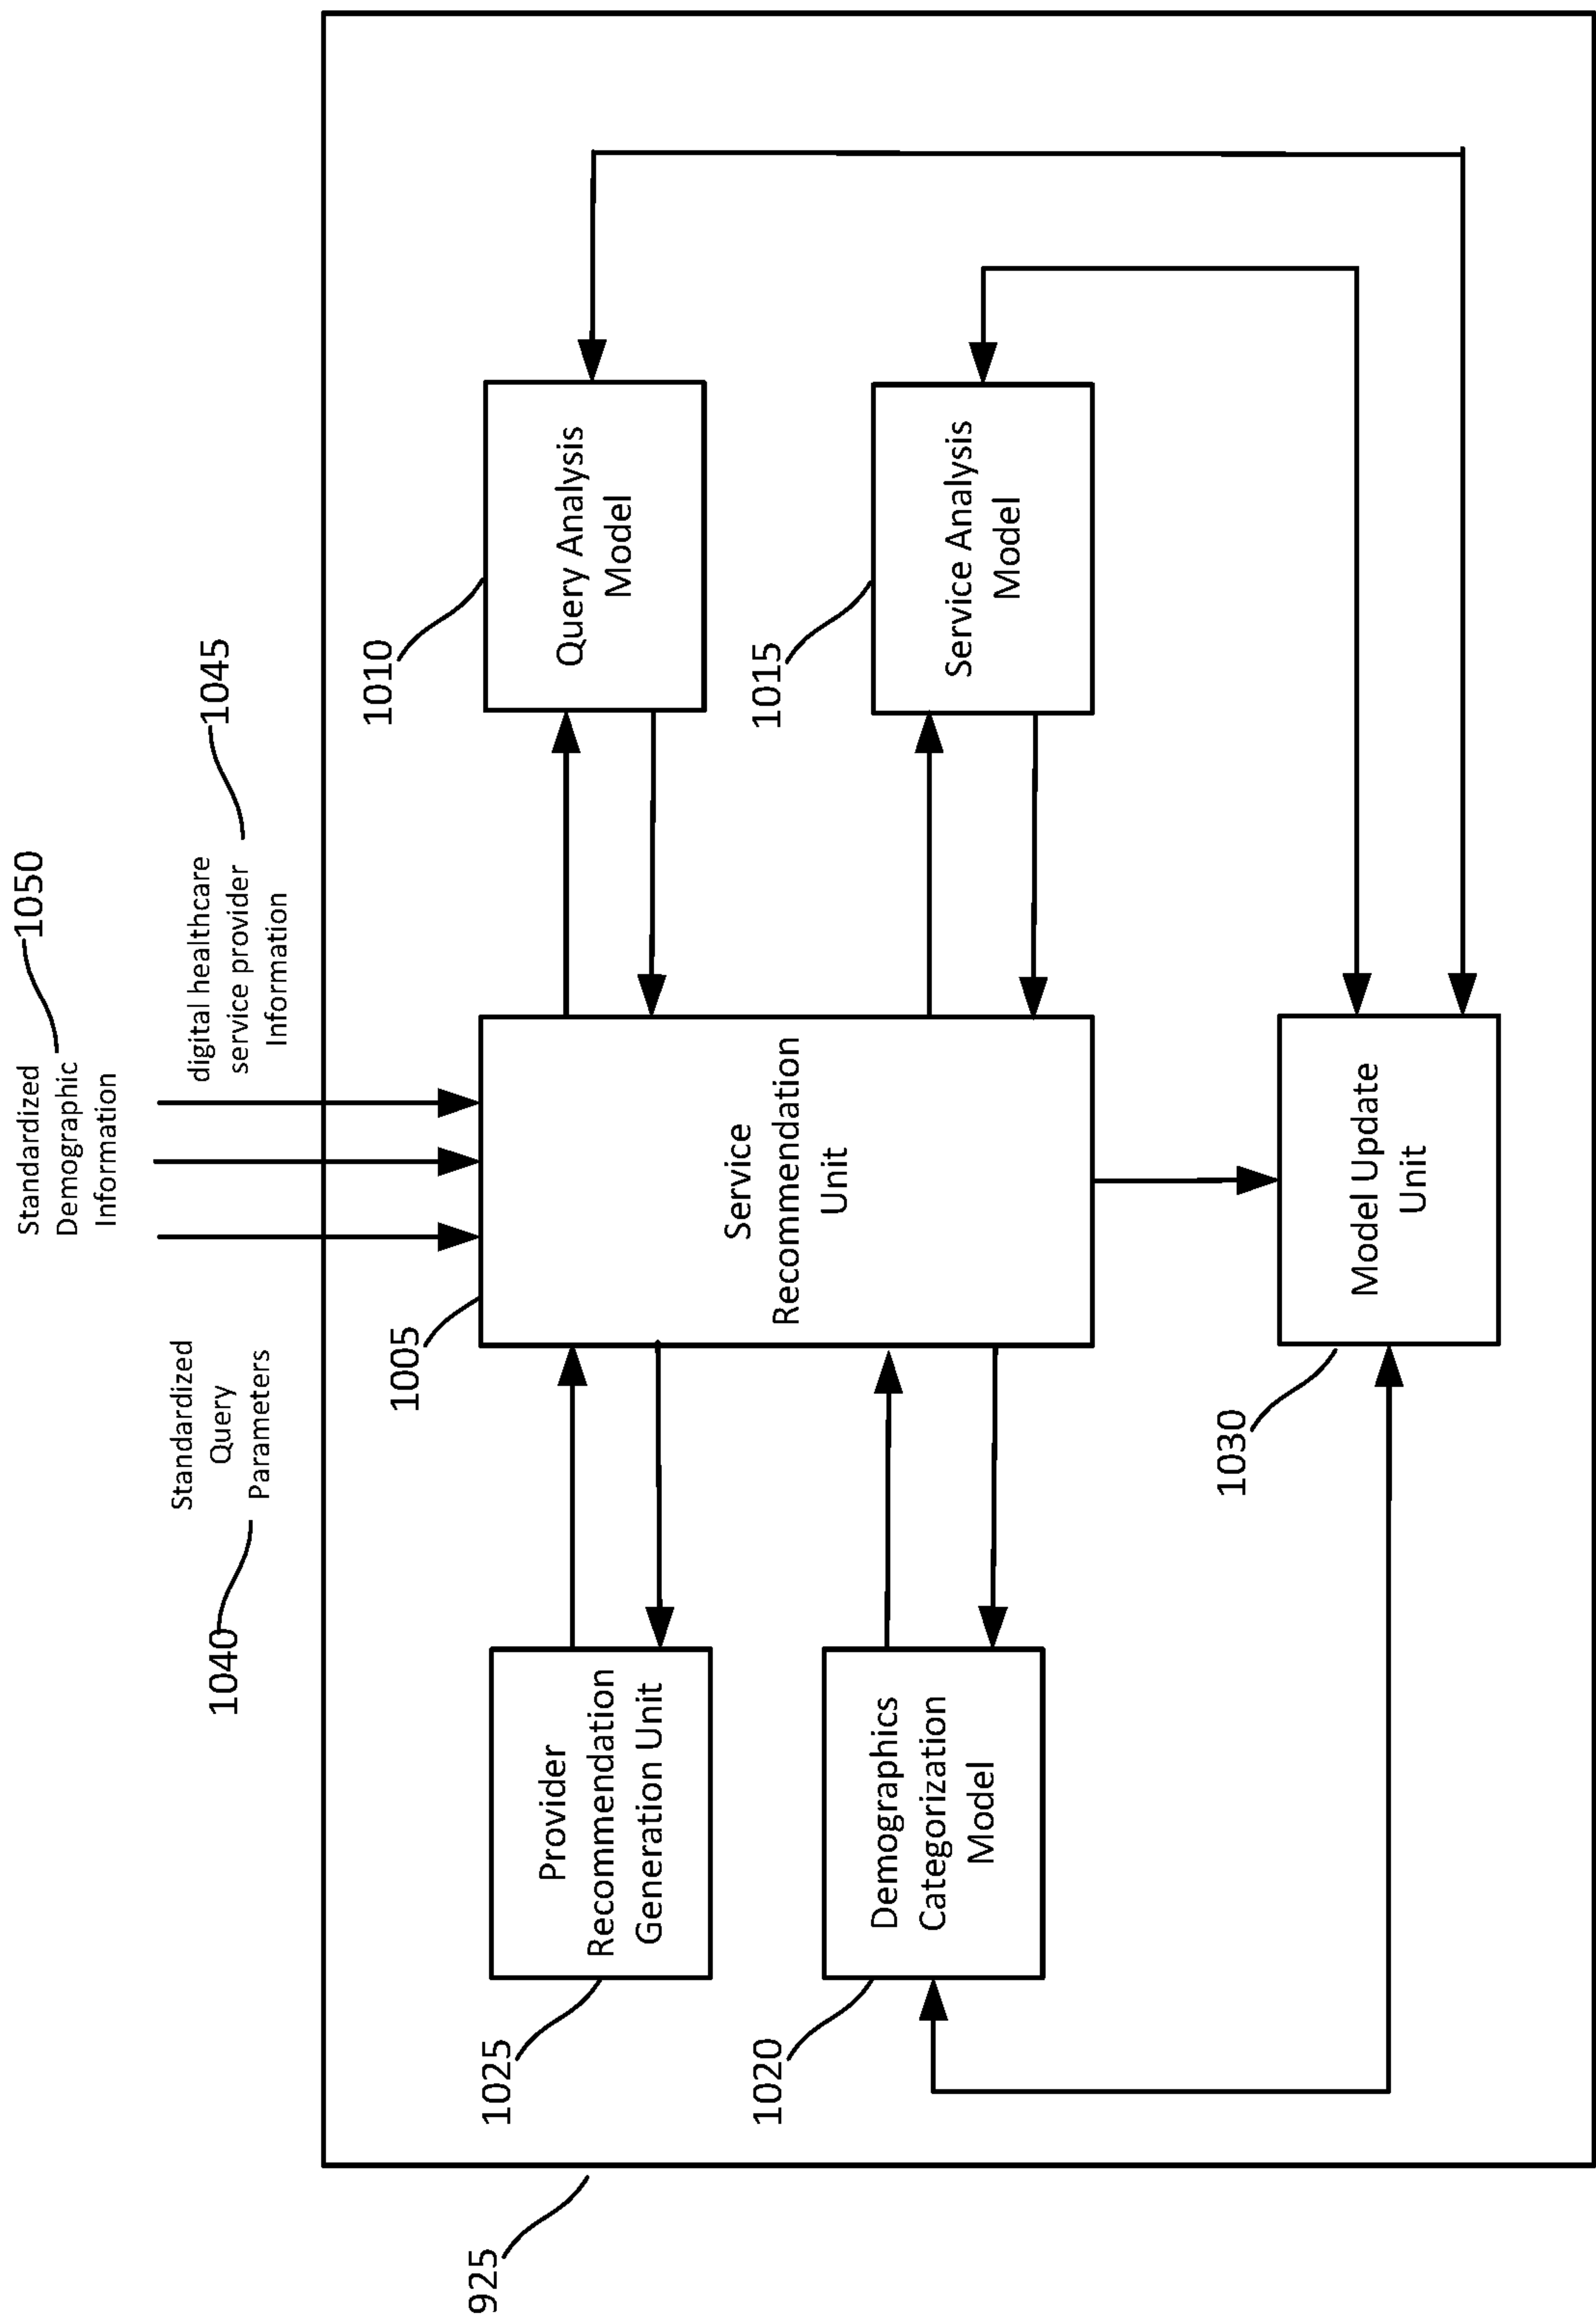 1050
Standardized
Demographic
Information
1040
Standardized
Query
Parameters
digital healthcare
service provider
Information
1045
925
1025
Provider
Recommendation
Generation Unit
1005
Service
Recommendation
Unit
1010
Query Analysis
Model
1020
Demographics
Categorization
Model
1015
Service Analysis
Model
1030
Model Update
Unit